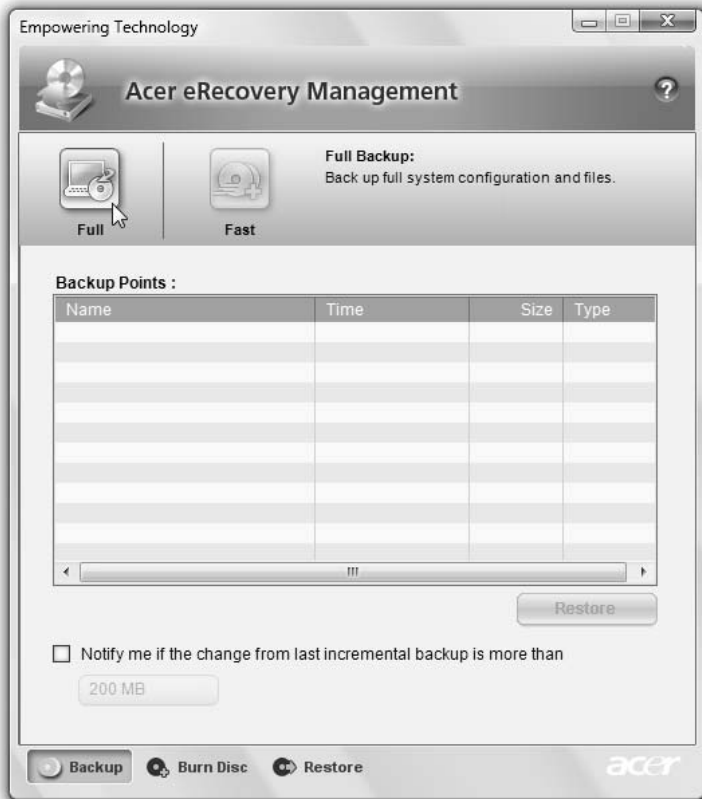 Empowering Technology
Acer eRecovery Management
?
Full
Fast
Full Backup:
Back up full system configuration and files.
Backup Points :
Name Time Size Type
Restore
Notify me if the change from last incremental backup is more than
200 MB
Backup Burn Disc Restore acer